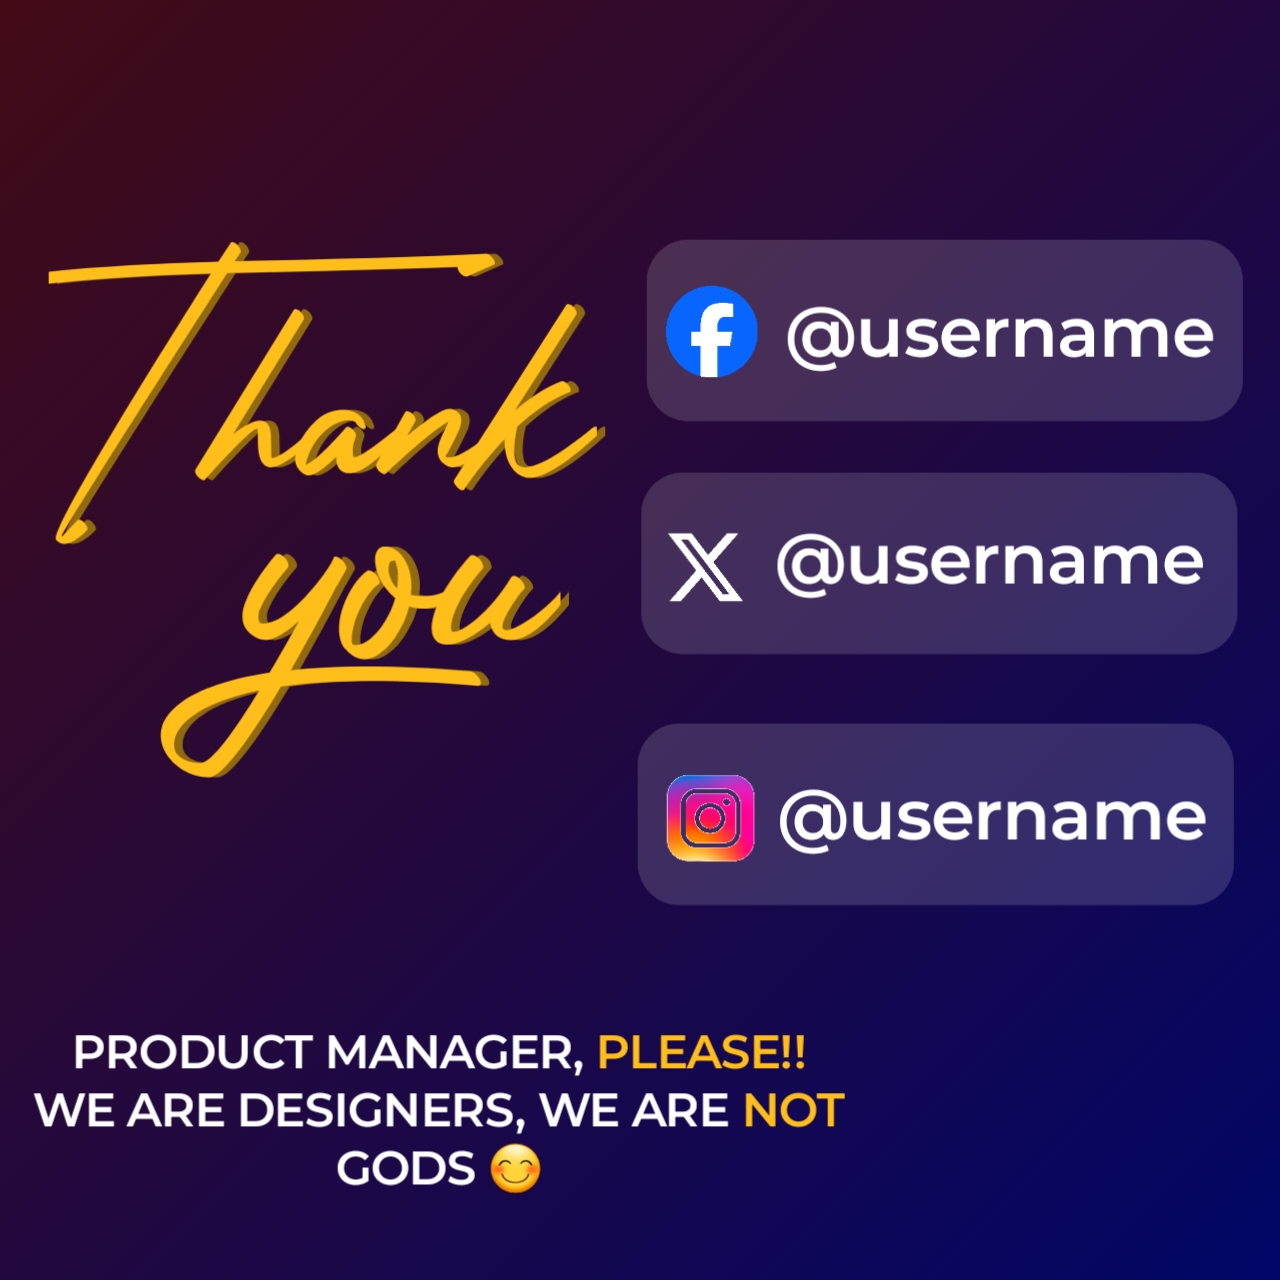 Thank
you
@username
@username
@username
PRODUCT MANAGER, PLEASE!!
WE ARE DESIGNERS, WE ARE NOT
GODS 😊